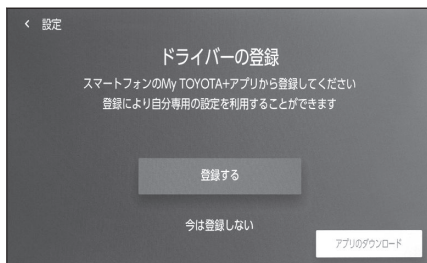 < 設定
ドライバーの登録
スマートフォンのMy TOYOTA+アプリから登録してください
登録により自分専用の設定を利用することができます
登録する
今は登録しない
アプリのダウンロード